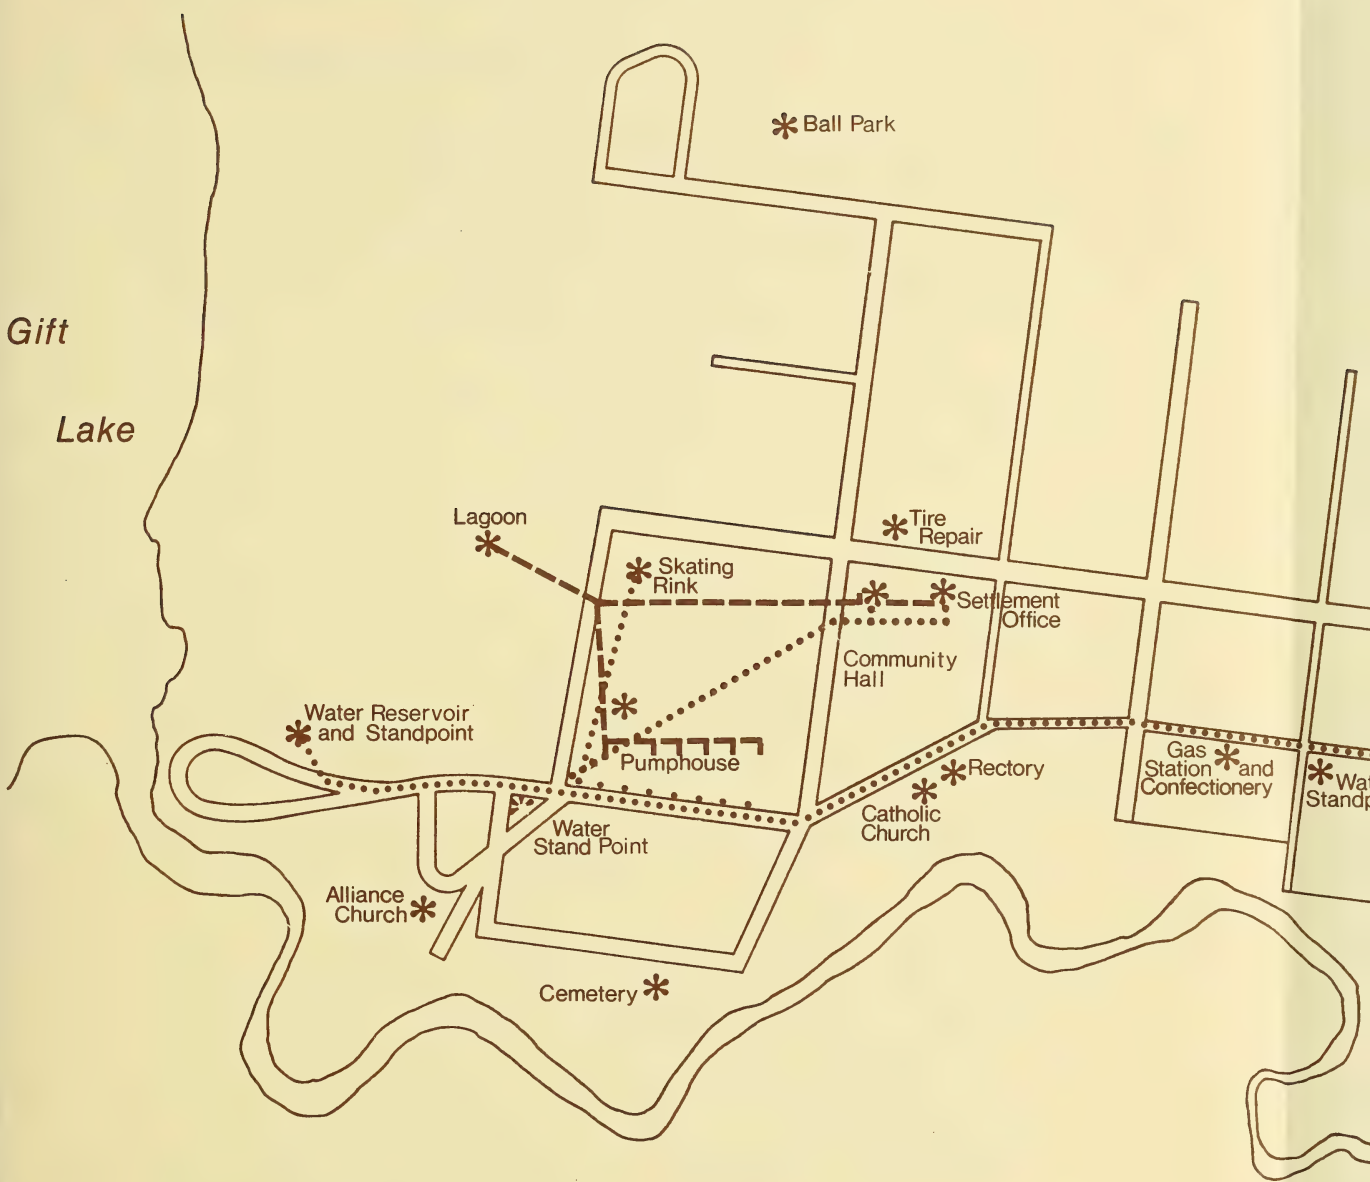 Ball Park
Gift
Lake
Lagoon
Tire
Repair
Skating
Rink
Settlement
Office
Community
Hall
Water Reservoir
and Standpoint
Pumphouse
Rectory
Gas
Station and
Confectionery
Catholic
Church
Water
Stand Point
Alliance
Church
Cemetery